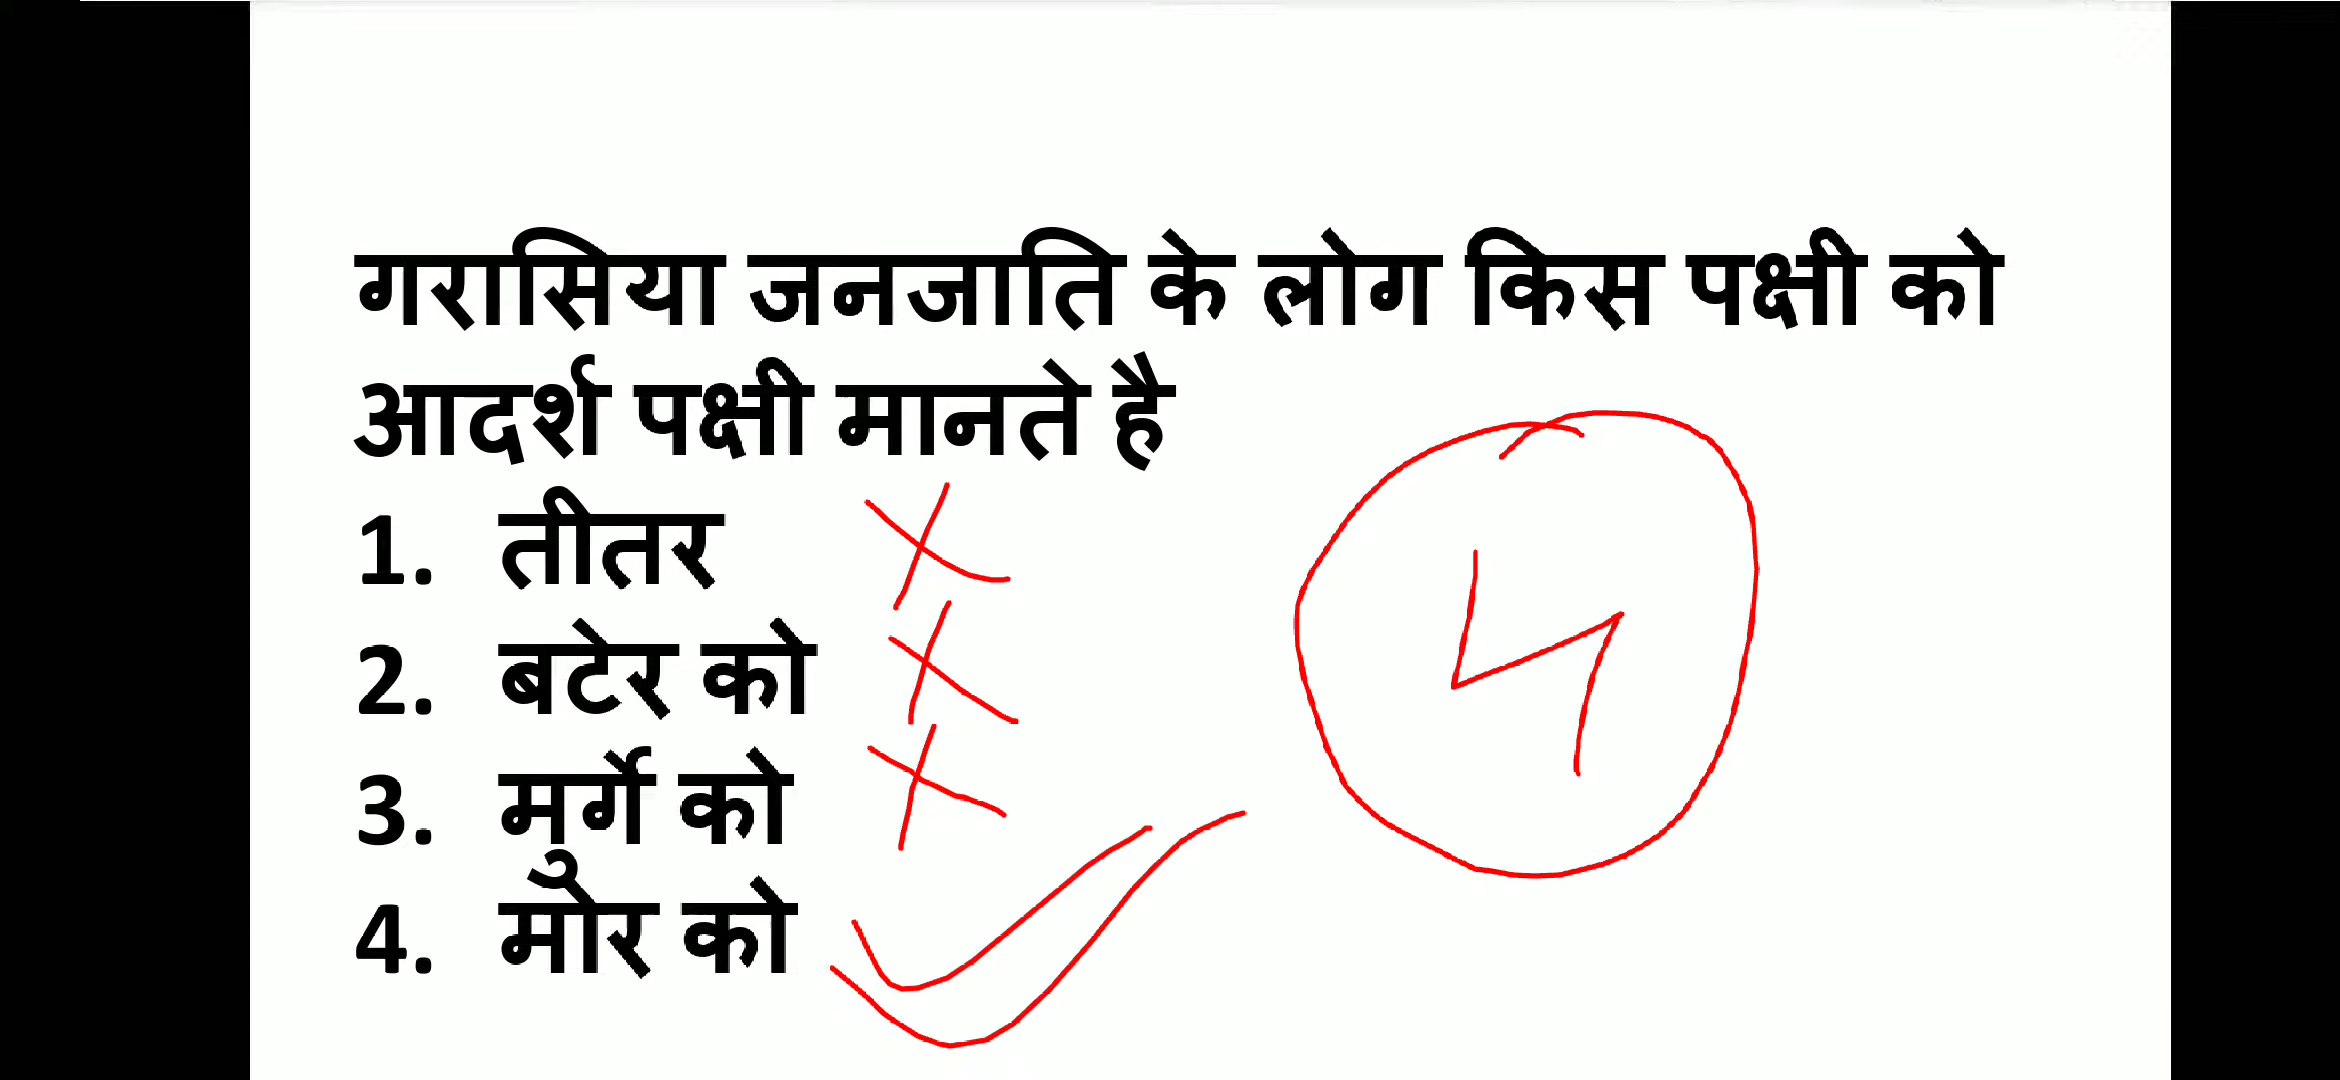 गरासिया जनजाति के लोग किस पक्षी को
आदर्श पक्षी मानते है
1. तीतर
2. बटेर को
3. मुर्गे को
4. मोर को
4